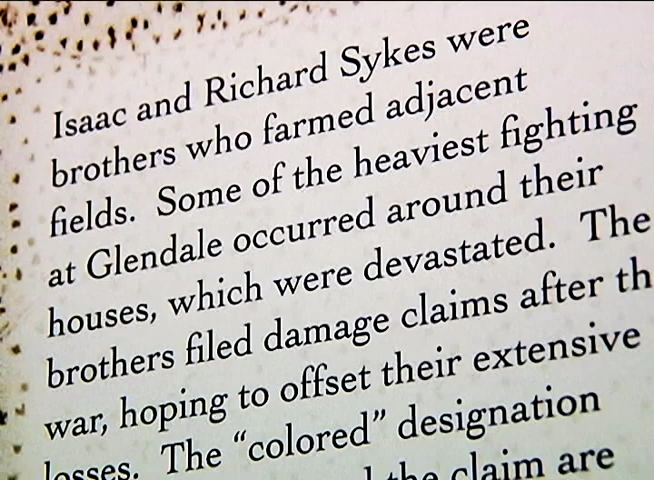 Isaac and Richard Sykes were
brothers who farmed adjacent
fields. Some of the heaviest fighting
at Glendale occurred around their
houses, which were devastated. The
brothers filed damage claims after th
war, hoping to offset their extensive
losses. The “colored” designation
the claim are